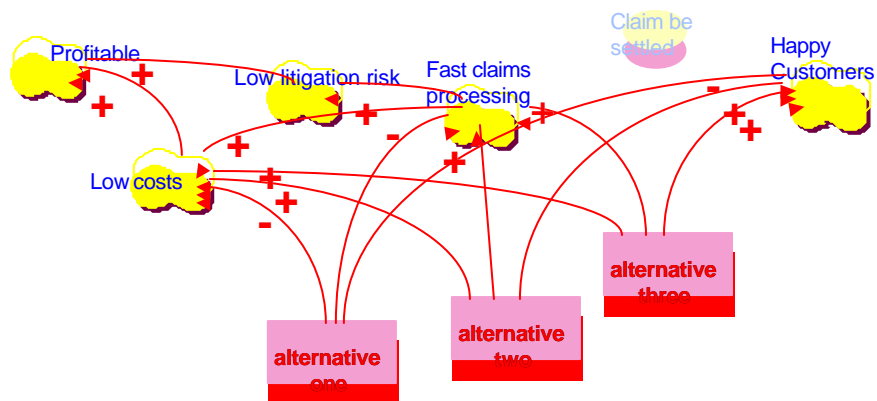 Claim be
settled
Profitable
Low litigation risk
Fast claims
processing
Happy
Customers
Low costs
+
+
+
+
-
+
+
-
+
+
+
+
-
alternative
three
alternative
two
alternative
one